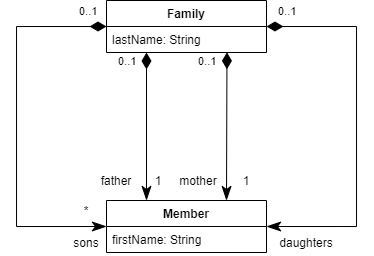 0..1 Family 0..1
lastName: String
0..1 0..1
father 1 mother 1
*
Member
sons firstName: String daughters